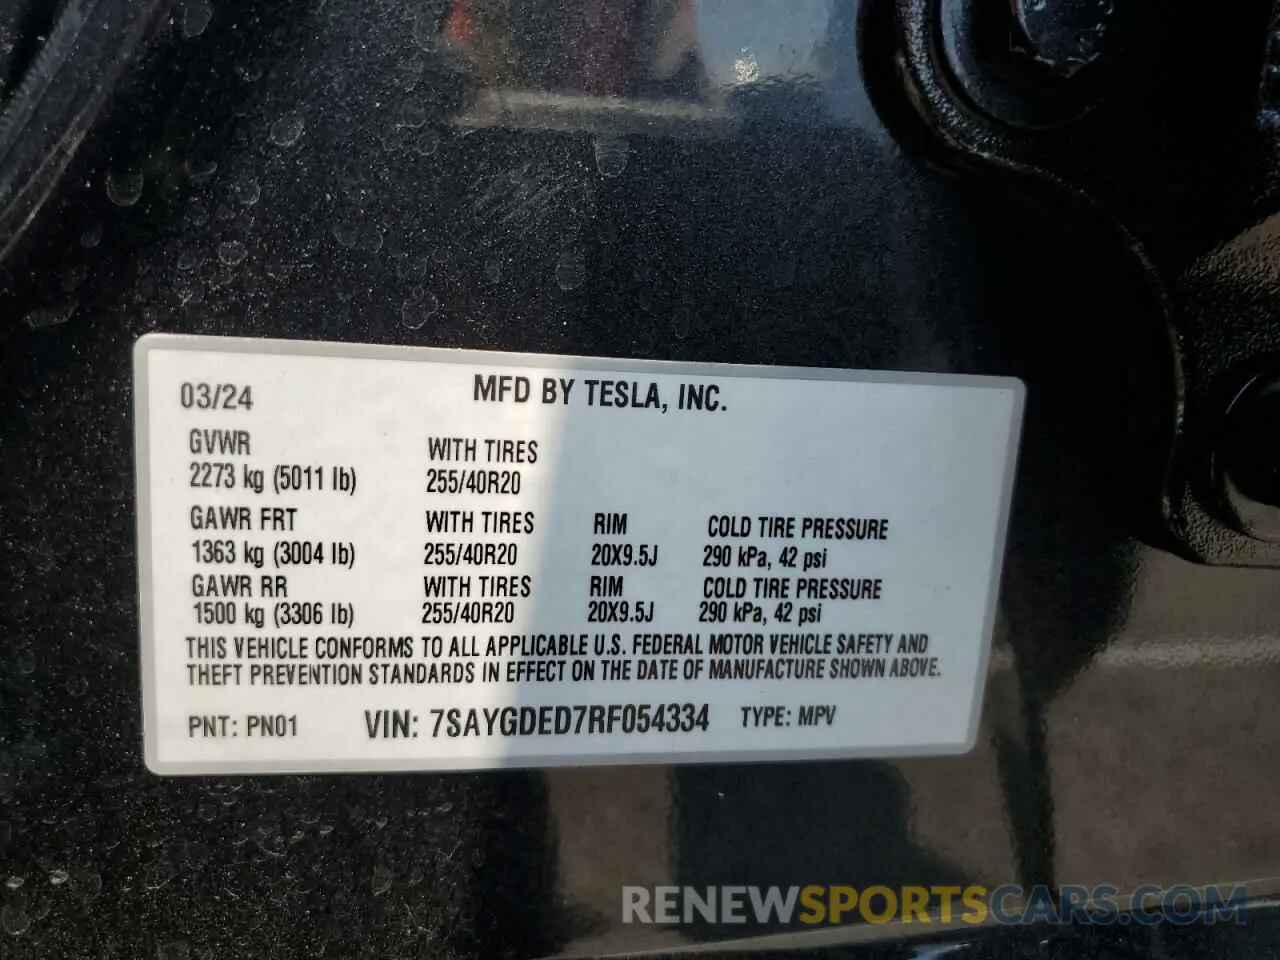 03/24 MFD BY TESLA, INC.
GVWR WITH TIRES
2273 kg (5011 lb) 255/40R20
GAWR FRT WITH TIRES RIM COLD TIRE PRESSURE
1363 kg (3004 lb) 255/40R20 20X9.5J 290 kPa, 42 psi
GAWR RR WITH TIRES RIM COLD TIRE PRESSURE
1500 kg (3306 lb) 255/40R20 20X9.5J 290 kPa, 42 psi
THIS VEHICLE CONFORMS TO ALL APPLICABLE U.S. FEDERAL MOTOR VEHICLE SAFETY AND
THEFT PREVENTION STANDARDS IN EFFECT ON THE DATE OF MANUFACTURE SHOWN ABOVE.
PNT: PN01 VIN: 7SAYGDED7RF054334 TYPE: MPV
RENEWSPORTSCARS.COM